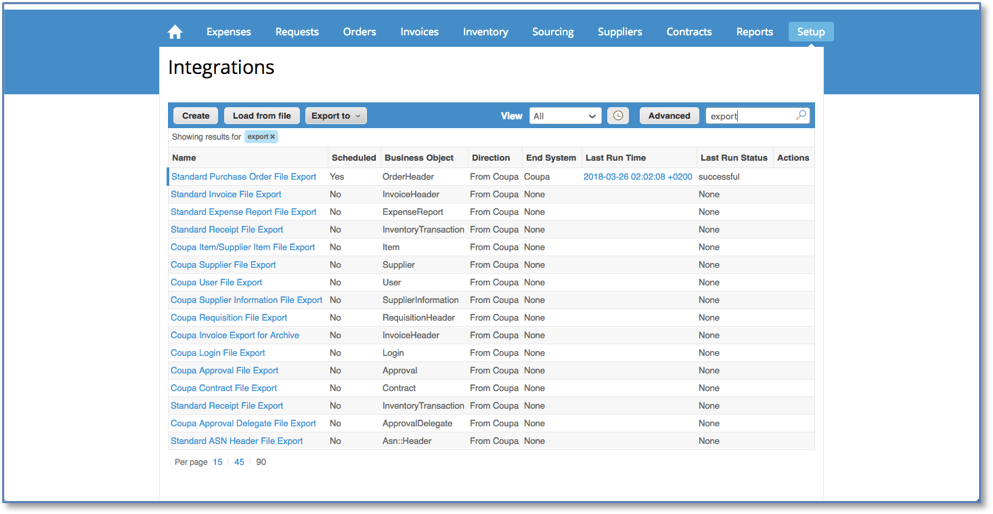 Expenses Requests Orders Invoices Inventory Sourcing Suppliers Contracts Reports Setup
Integrations
Create Load from file Export to View All Advanced export
Showing results for export ×
Name Scheduled Business Object Direction End System Last Run Time Last Run Status Actions
Standard Purchase Order File Export Yes OrderHeader From Coupa Coupa 2018-03-26 02:02:08 +0200 successful
Standard Invoice File Export No InvoiceHeader From Coupa None None
Standard Expense Report File Export No ExpenseReport From Coupa None None
Standard Receipt File Export No InventoryTransaction From Coupa None None
Coupa Item/Supplier Item File Export No Item From Coupa None None
Coupa Supplier File Export No Supplier From Coupa None None
Coupa User File Export No User From Coupa None None
Coupa Supplier Information File Export No SupplierInformation From Coupa None None
Coupa Requisition File Export No RequisitionHeader From Coupa None None
Coupa Invoice Export for Archive No InvoiceHeader From Coupa None None
Coupa Login File Export No Login From Coupa None None
Coupa Approval File Export No Approval From Coupa None None
Coupa Contract File Export No Contract From Coupa None None
Standard Receipt File Export No InventoryTransaction From Coupa None None
Coupa Approval Delegate File Export No ApprovalDelegate From Coupa None None
Standard ASN Header File Export No Asn::Header From Coupa None None
Per page 15 | 45 | 90